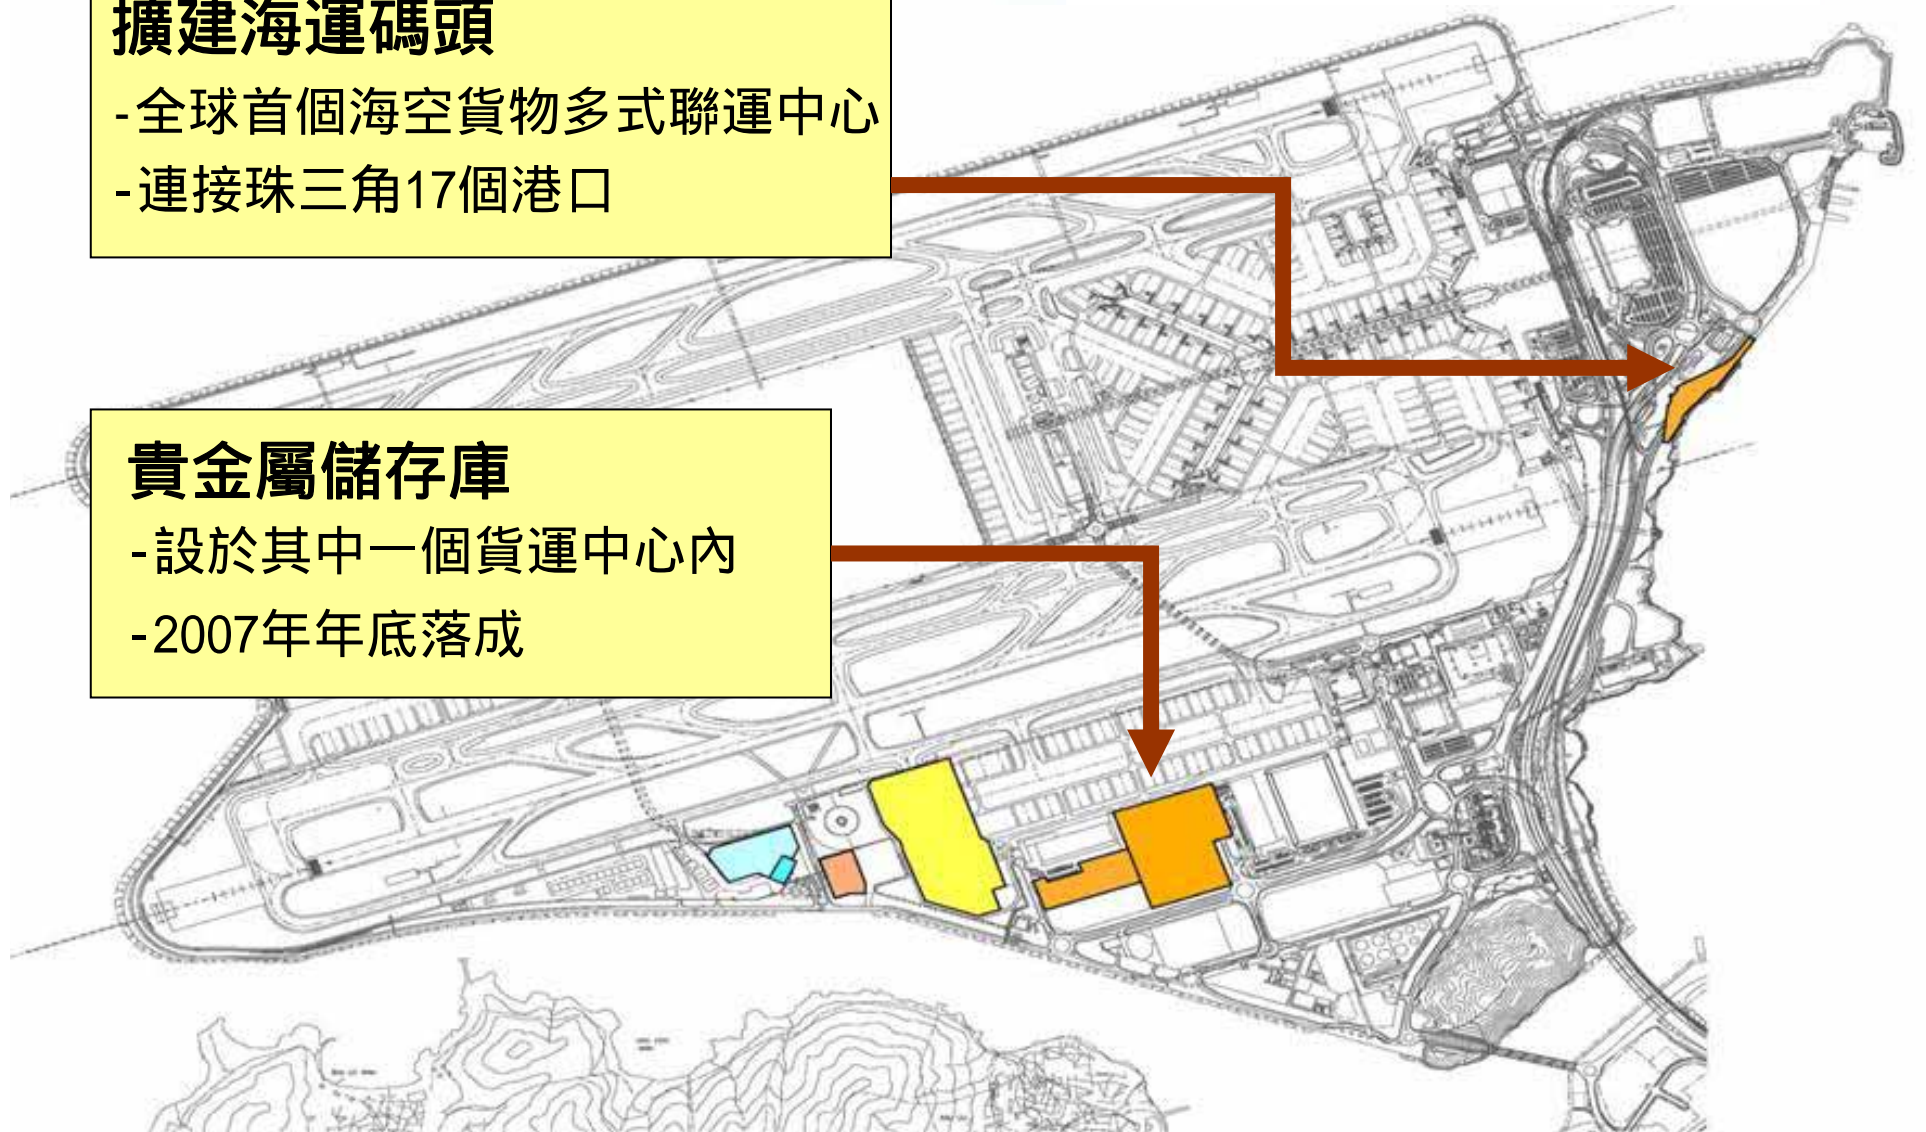 擴建海運碼頭
-全球首個海空貨物多式聯運中心
-連接珠三角17個港口
貴金屬儲存庫
-設於其中一個貨運中心內
-2007年年底落成